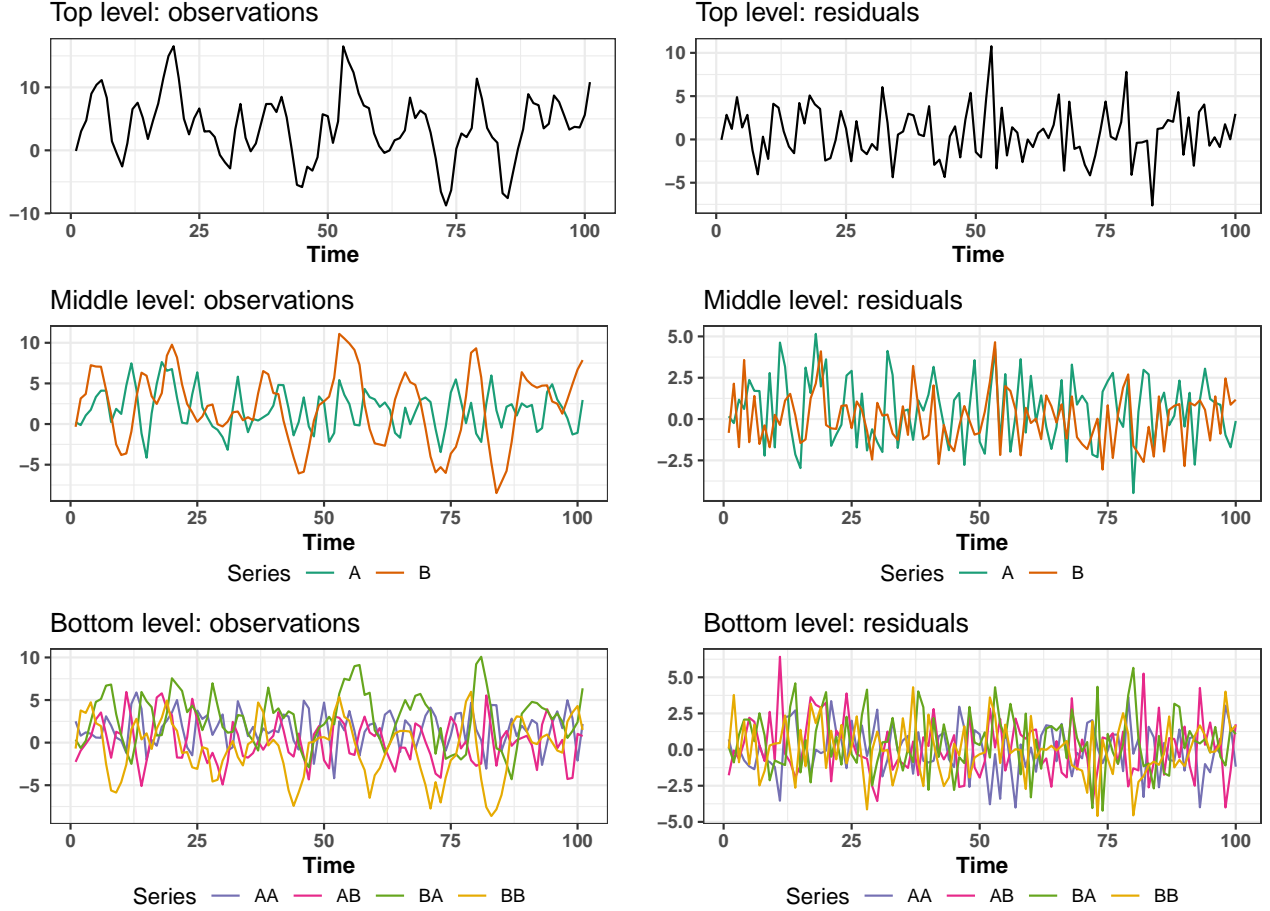 Top level: observations
10
0
−10
0 25 50 75 100
Time
Top level: residuals
10
5
0
−5
0 25 50 75 100
Time
Middle level: observations
10
5
0
−5
0 25 50 75 100
Time
Series A B
Middle level: residuals
5.0
2.5
0.0
−2.5
0 25 50 75 100
Time
Series A B
Bottom level: observations
10
5
0
−5
0 25 50 75 100
Time
Series AA AB BA BB
Bottom level: residuals
5.0
2.5
0.0
−2.5
−5.0
0 25 50 75 100
Time
Series AA AB BA BB